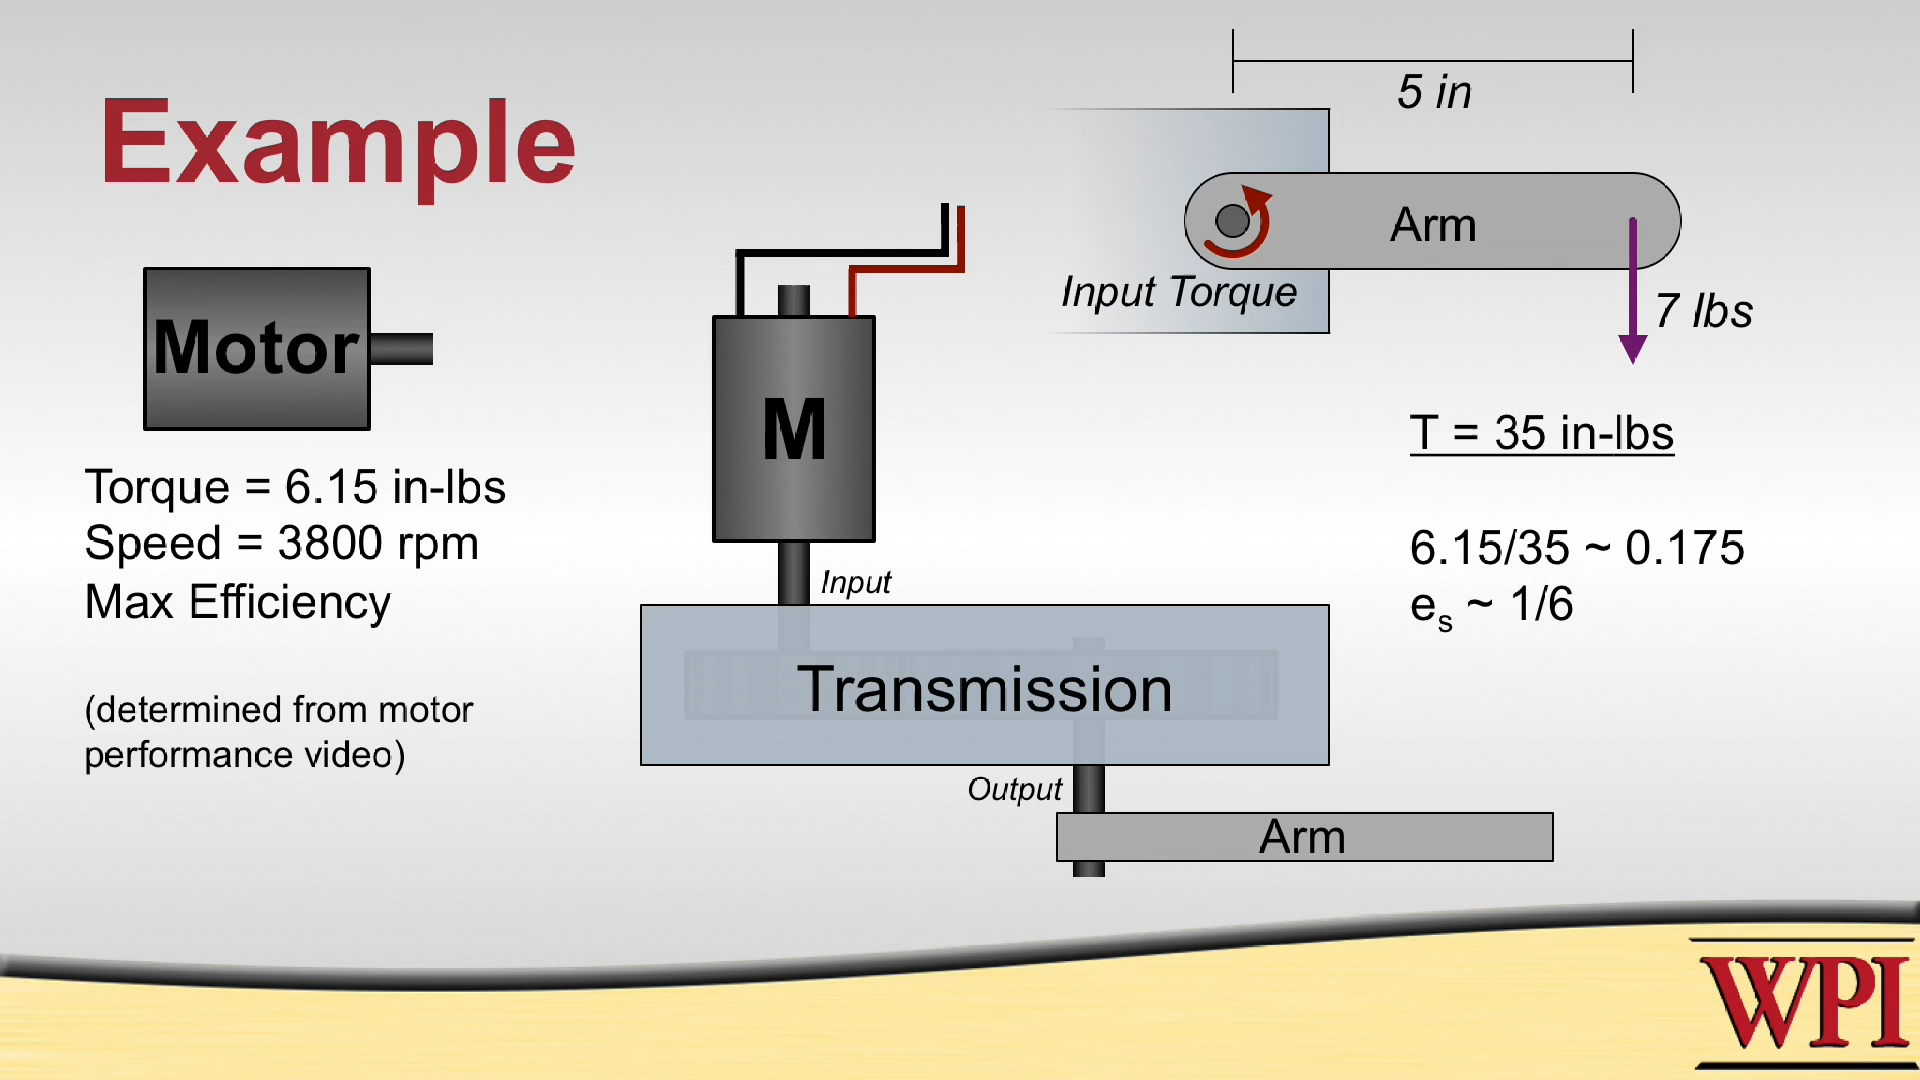 Example
5 in
Arm
Input Torque
7 lbs
Motor
M
T = 35 in-lbs
Torque = 6.15 in-lbs
Speed = 3800 rpm
Max Efficiency
6.15/35 ~ 0.175
es ~ 1/6
Input
Transmission
(determined from motor
performance video)
Output
Arm
WPI